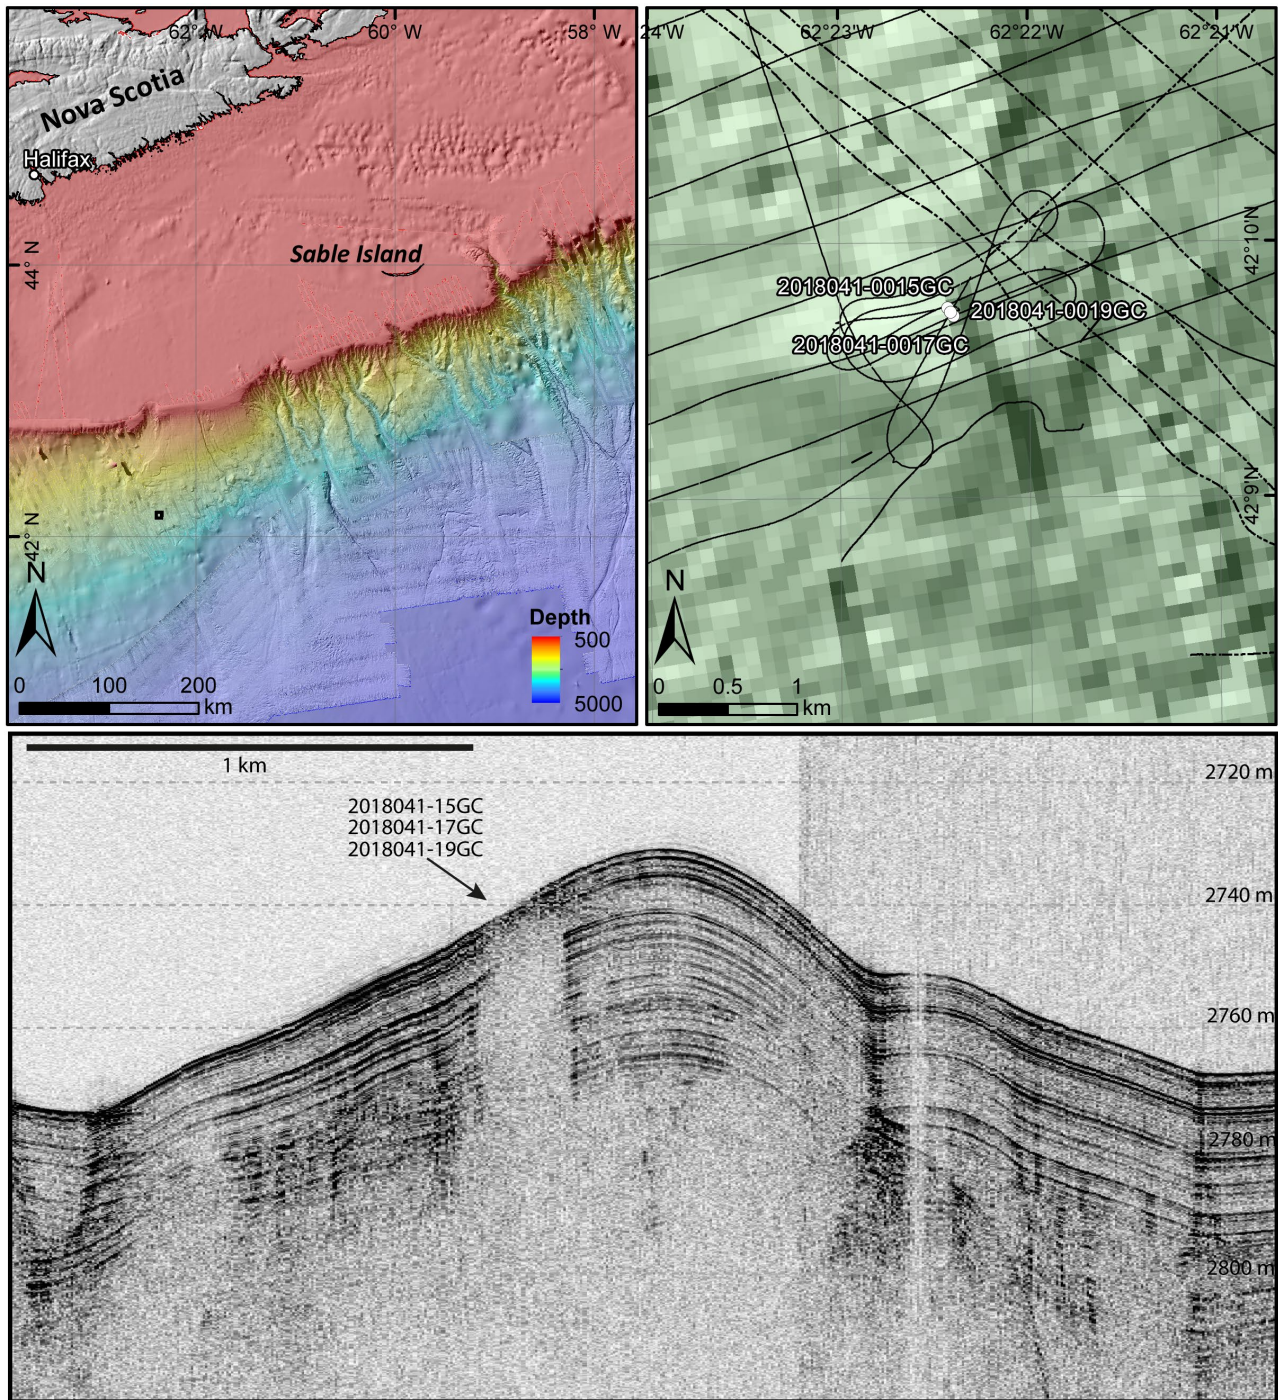 62° W
60° W
58° W
Nova Scotia
Halifax
Sable Island
44° N
42° N
N
Depth
500
5000
0 100 200
km
24'W
62°23'W
62°22'W
62°21'W
42°10'N
2018041-0015GC
2018041-0019GC
2018041-0017GC
42°9'N
N
0 0.5 1
km
1 km
2720 m
2018041-15GC
2018041-17GC
2018041-19GC
2740 m
2760 m
2780 m
2800 m